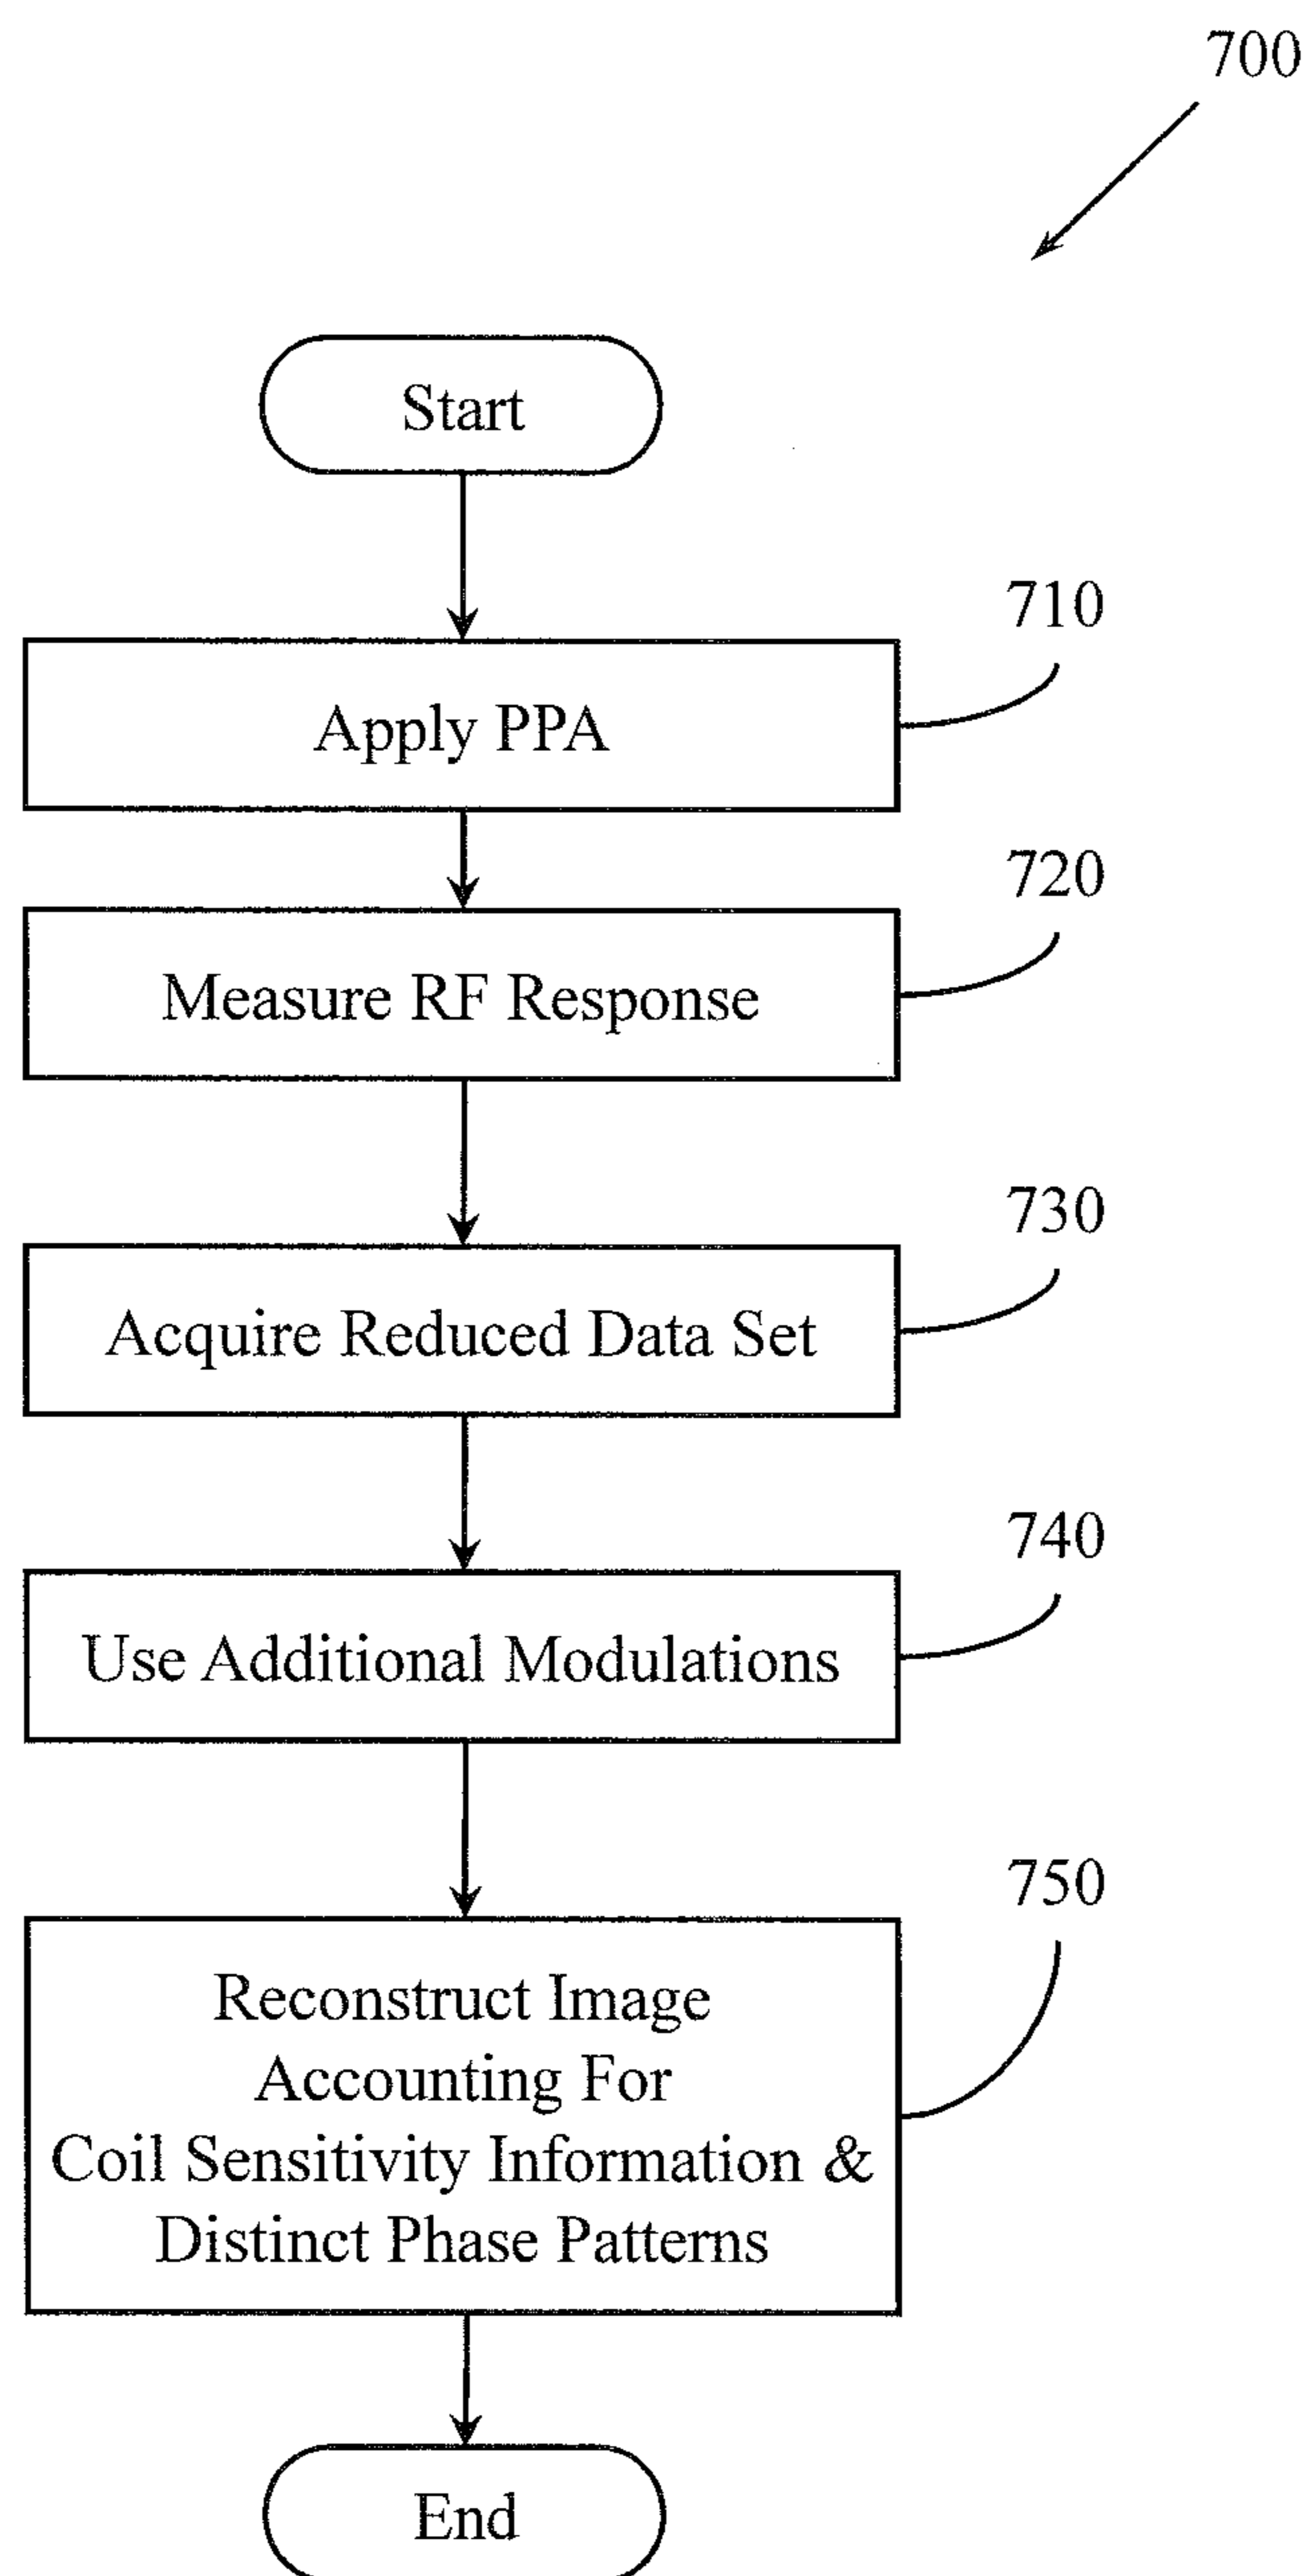 700
Start
710
Apply PPA
720
Measure RF Response
730
Acquire Reduced Data Set
740
Use Additional Modulations
750
Reconstruct Image
Accounting For
Coil Sensitivity Information &
Distinct Phase Patterns
End